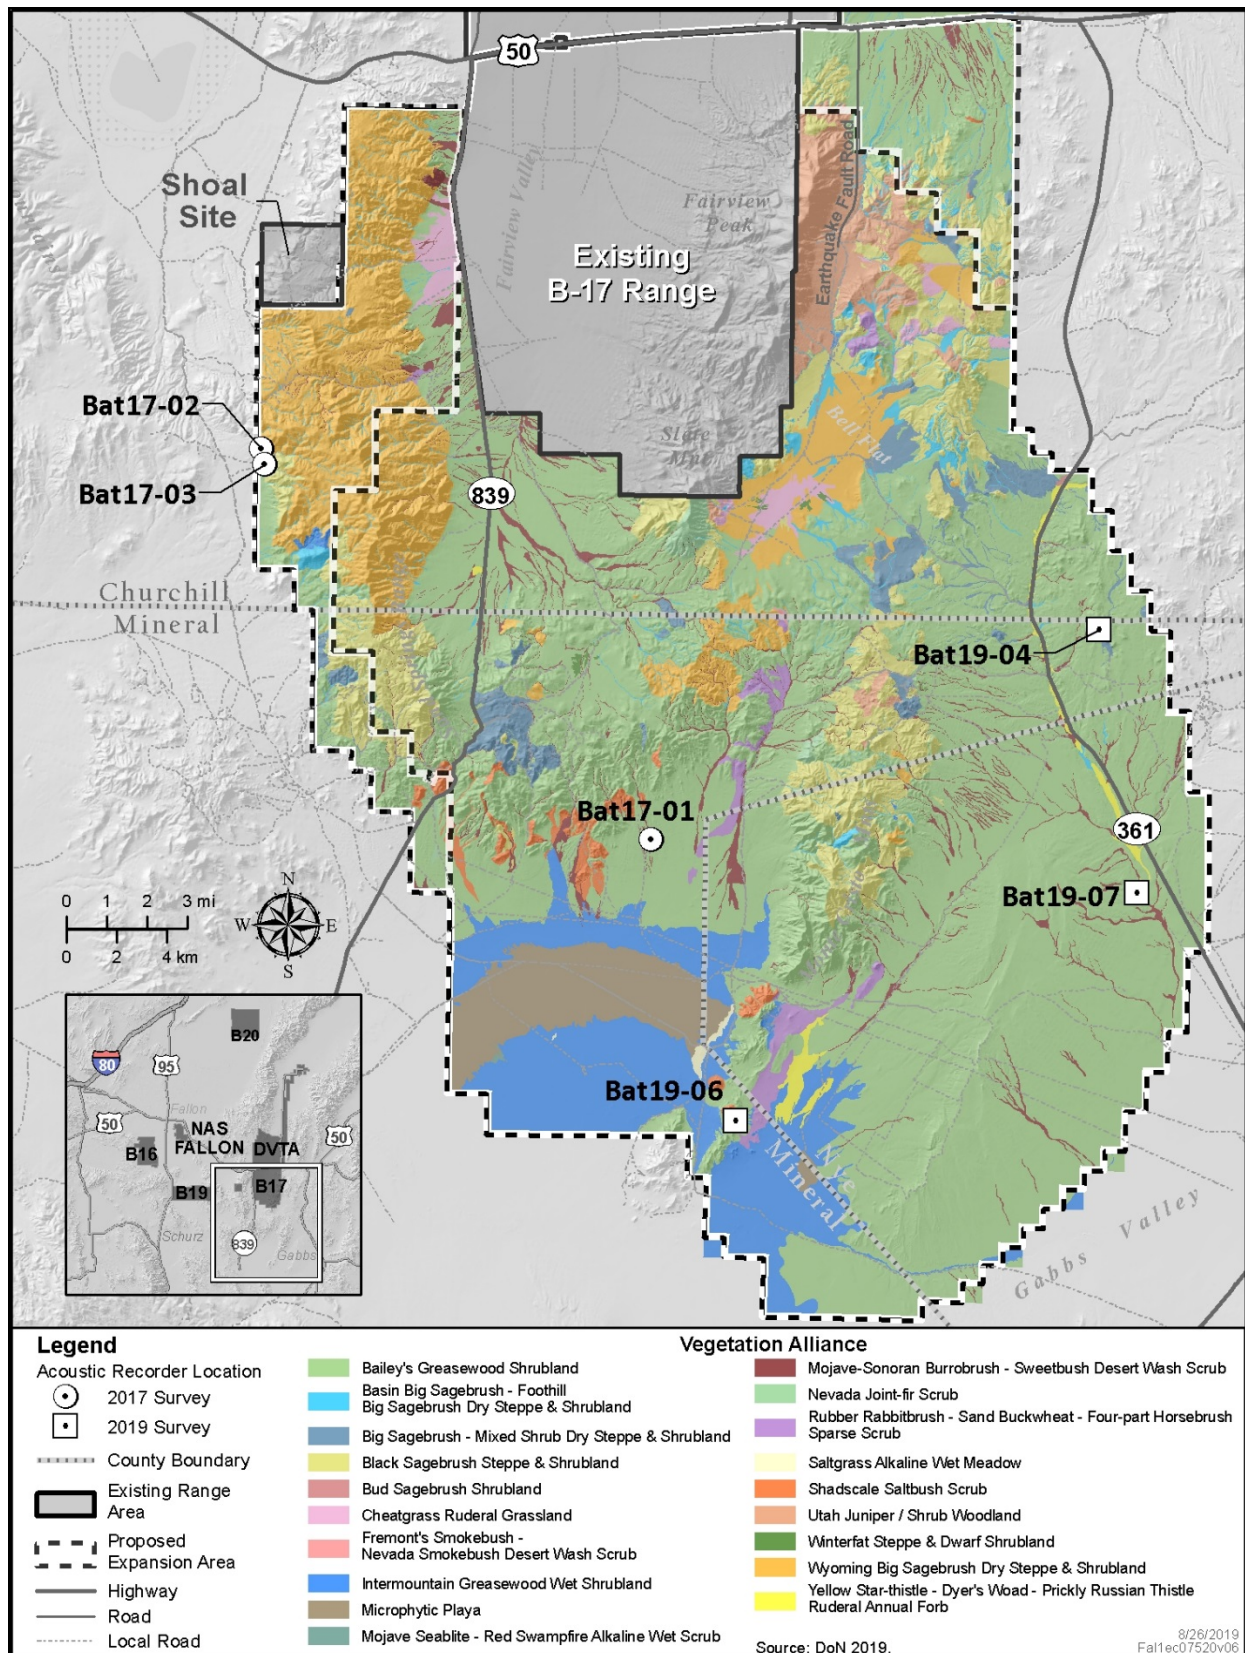 50
Shoal
Site
Fairview Valley
Fairview
Peak
Earthquake Fault Road
Existing
B-17 Range
Bat17-02
Bat17-03
Bell Flat
Slate
Mtn
839
Churchill
Mineral
Bat19-04
Bat17-01
361
Bat19-07
0 1 2 3 mi
0 2 4 km
N
W E
S
Bat19-06
Nye
Mineral
Gabbs Valley
B20
80
95
50
Fallon
NAS
FALLON
DVTA
50
B16
B19
B17
Schurz
839
Gabbs
Legend
Acoustic Recorder Location
2017 Survey
2019 Survey
County Boundary
Existing Range
Area
Proposed
Expansion Area
Highway
Road
Local Road
Vegetation Alliance
Bailey's Greasewood Shrubland
Basin Big Sagebrush - Foothill
Big Sagebrush Dry Steppe & Shrubland
Big Sagebrush - Mixed Shrub Dry Steppe & Shrubland
Black Sagebrush Steppe & Shrubland
Bud Sagebrush Shrubland
Cheatgrass Ruderal Grassland
Fremont's Smokebush -
Nevada Smokebush Desert Wash Scrub
Intermountain Greasewood Wet Shrubland
Microphytic Playa
Mojave Seablite - Red Swampfire Alkaline Wet Scrub
Mojave-Sonoran Burrobrush - Sweetbush Desert Wash Scrub
Nevada Joint-fir Scrub
Rubber Rabbitbrush - Sand Buckwheat - Four-part Horsebrush
Sparse Scrub
Saltgrass Alkaline Wet Meadow
Shadscale Saltbush Scrub
Utah Juniper / Shrub Woodland
Winterfat Steppe & Dwarf Shrubland
Wyoming Big Sagebrush Dry Steppe & Shrubland
Yellow Star-thistle - Dyer's Woad - Prickly Russian Thistle
Ruderal Annual Forb
Source: DoN 2019.
8/26/2019
Fal1ec07520v06